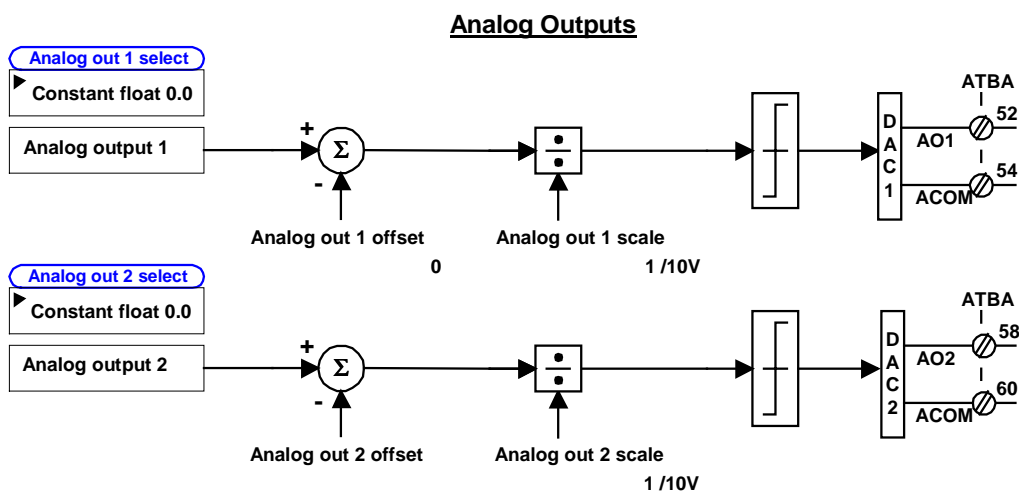 Analog Outputs
Analog out 1 select
Constant float 0.0
Analog output 1
+
Σ
-
÷
DAC1
ATBA
52
AO1
54
ACOM
Analog out 1 offset
0
Analog out 1 scale
1 /10V
Analog out 2 select
Constant float 0.0
Analog output 2
+
Σ
-
÷
DAC2
ATBA
58
AO2
60
ACOM
Analog out 2 offset
Analog out 2 scale
1 /10V